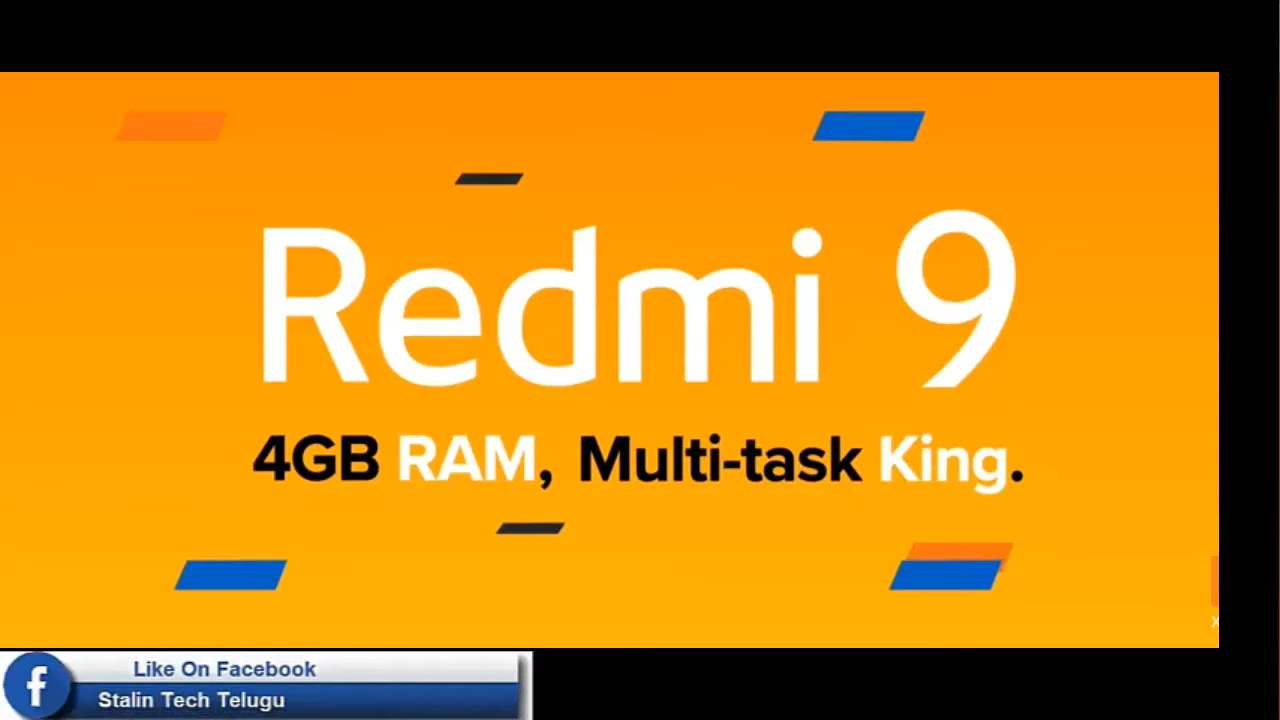 Redmi 9
4GB RAM, Multi-task King.
Like On Facebook
Stalin Tech Telugu